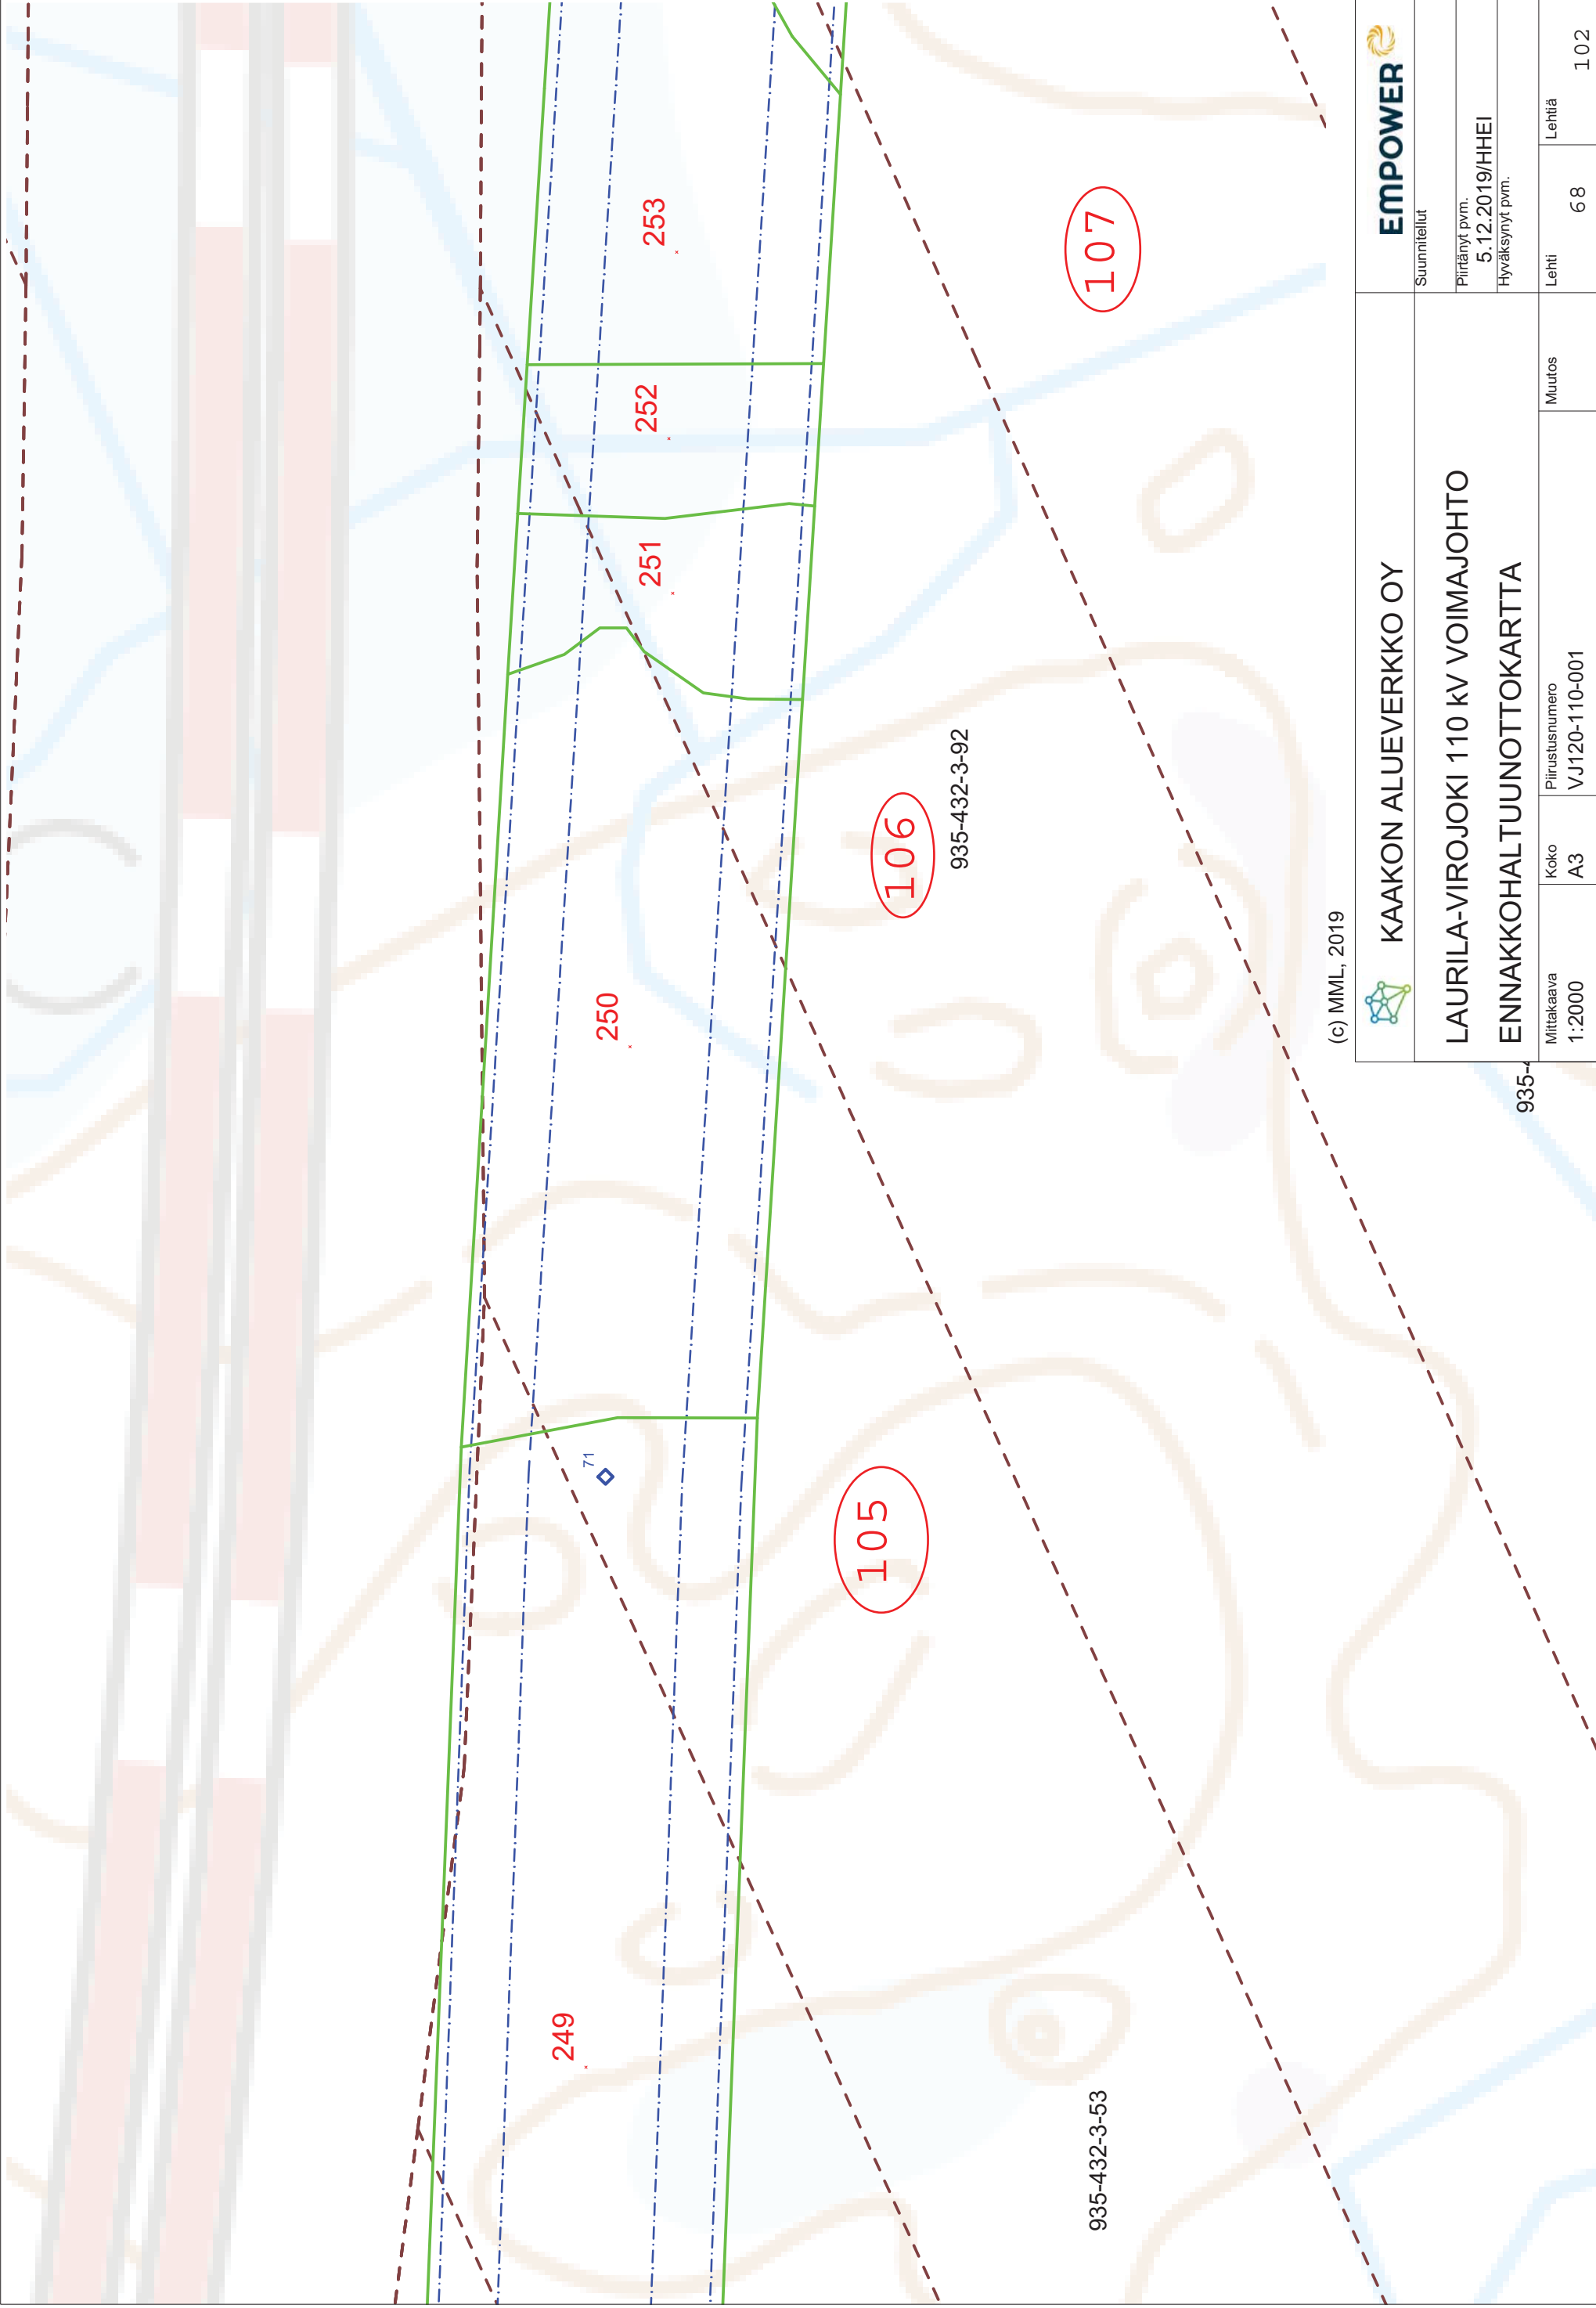 249
71
250
251
252
253
105
106
107
935-432-3-53
935-432-3-92
935-4
(c) MML, 2019
KAAKON ALUEVERKKO OY
EMPOWER
LAURILA-VIROJOKI 110 kV VOIMAJOHTO
ENNAKKOHALTUUNOTTOKARTTA
Suunnitellut
Piirtänyt pvm.
5.12.2019/HHEI
Hyväksynyt pvm.
Mittakaava
1:2000
Koko
A3
Piirustusnumero
VJ120-110-001
Muutos
Lehti
68
Lehtiä
102